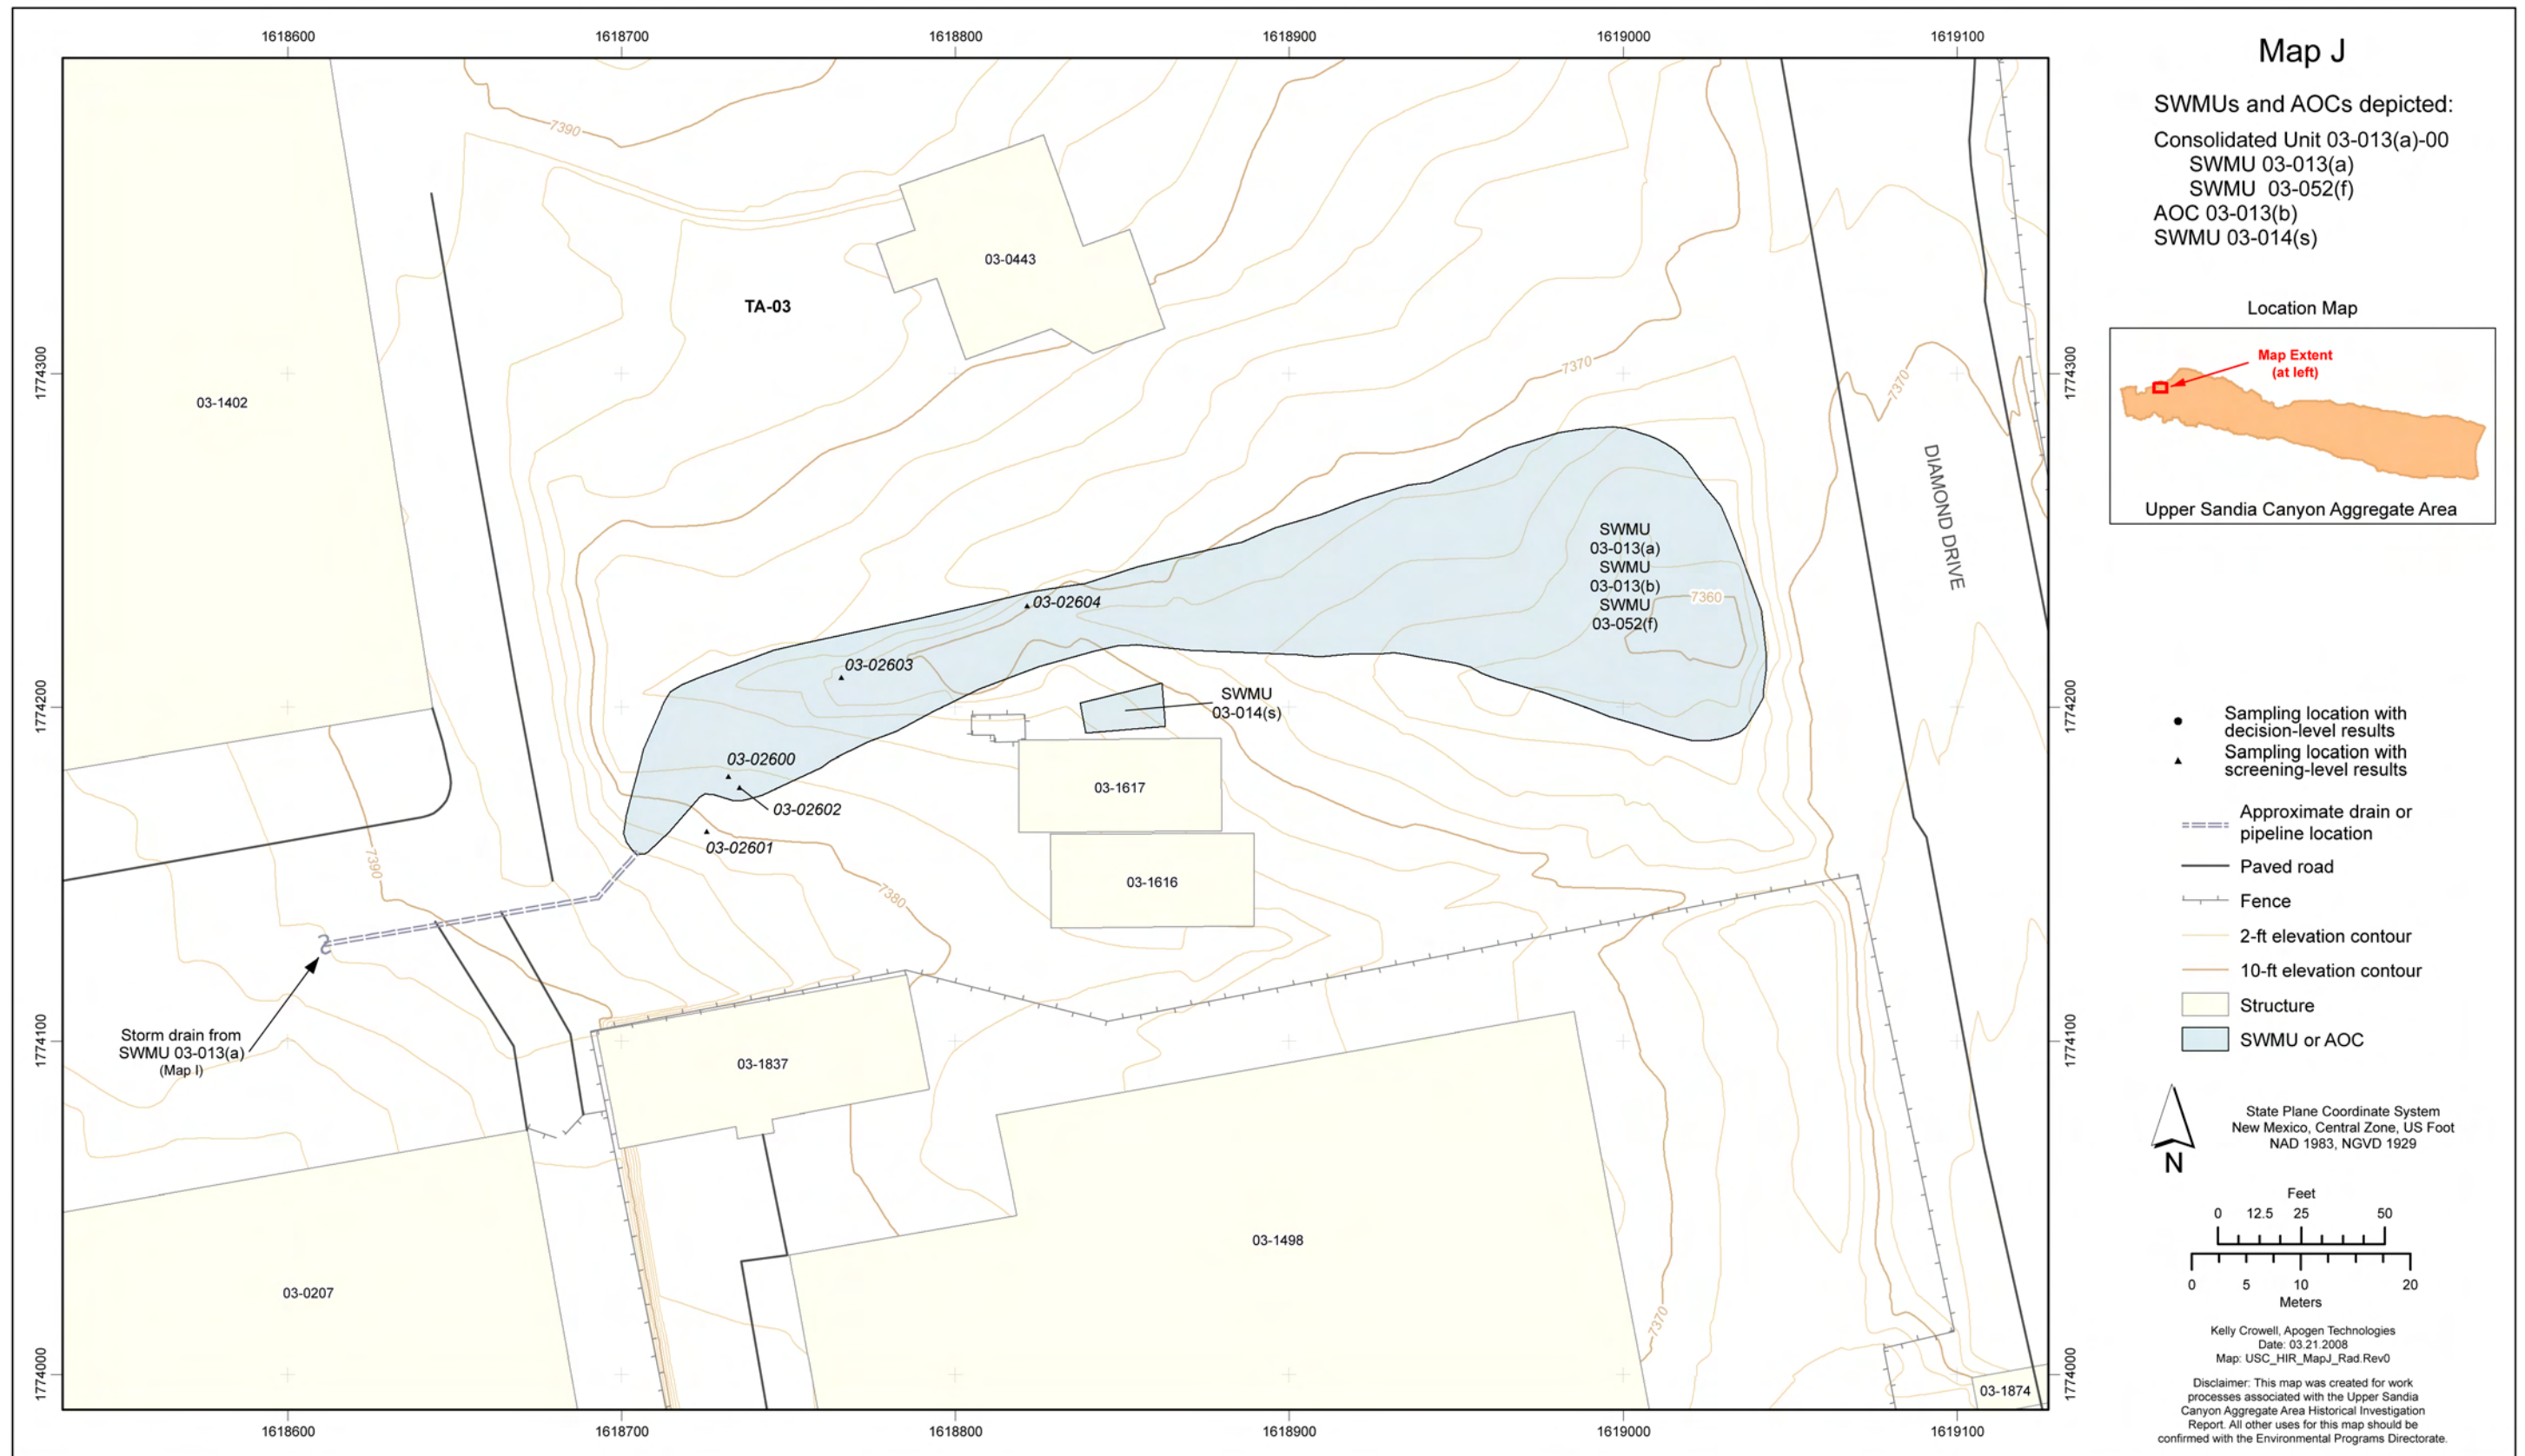 1618600 1618700 1618800 1618900 1619000 1619100
Map J
SWMUs and AOCs depicted:
Consolidated Unit 03-013(a)-00
SWMU 03-013(a)
SWMU 03-052(f)
AOC 03-013(b)
SWMU 03-014(s)
Location Map
Map Extent
(at left)
Upper Sandia Canyon Aggregate Area
7390
03-0443
TA-03
1774300
1774300
03-1402
7370
7370
DIAMOND DRIVE
SWMU
03-013(a)
SWMU
03-013(b)
SWMU
03-052(f)
7360
03-02604
03-02603
1774200
1774200
SWMU
03-014(s)
03-02600
03-02602
03-02601
03-1617
03-1616
7390
7380
Storm drain from
SWMU 03-013(a)
(Map I)
1774100
1774100
03-1837
03-1498
03-0207
7370
1774000
1774000
03-1874
1618600 1618700 1618800 1618900 1619000 1619100
Sampling location with
decision-level results
Sampling location with
screening-level results
Approximate drain or
pipeline location
Paved road
Fence
2-ft elevation contour
10-ft elevation contour
Structure
SWMU or AOC
N
State Plane Coordinate System
New Mexico, Central Zone, US Foot
NAD 1983, NGVD 1929
Feet
0 12.5 25 50
0 5 10 20
Meters
Kelly Crowell, Apogen Technologies
Date: 03.21.2008
Map: USC_HIR_MapJ_Rad.Rev0
Disclaimer: This map was created for work
processes associated with the Upper Sandia
Canyon Aggregate Area Historical Investigation
Report. All other uses for this map should be
confirmed with the Environmental Programs Directorate.